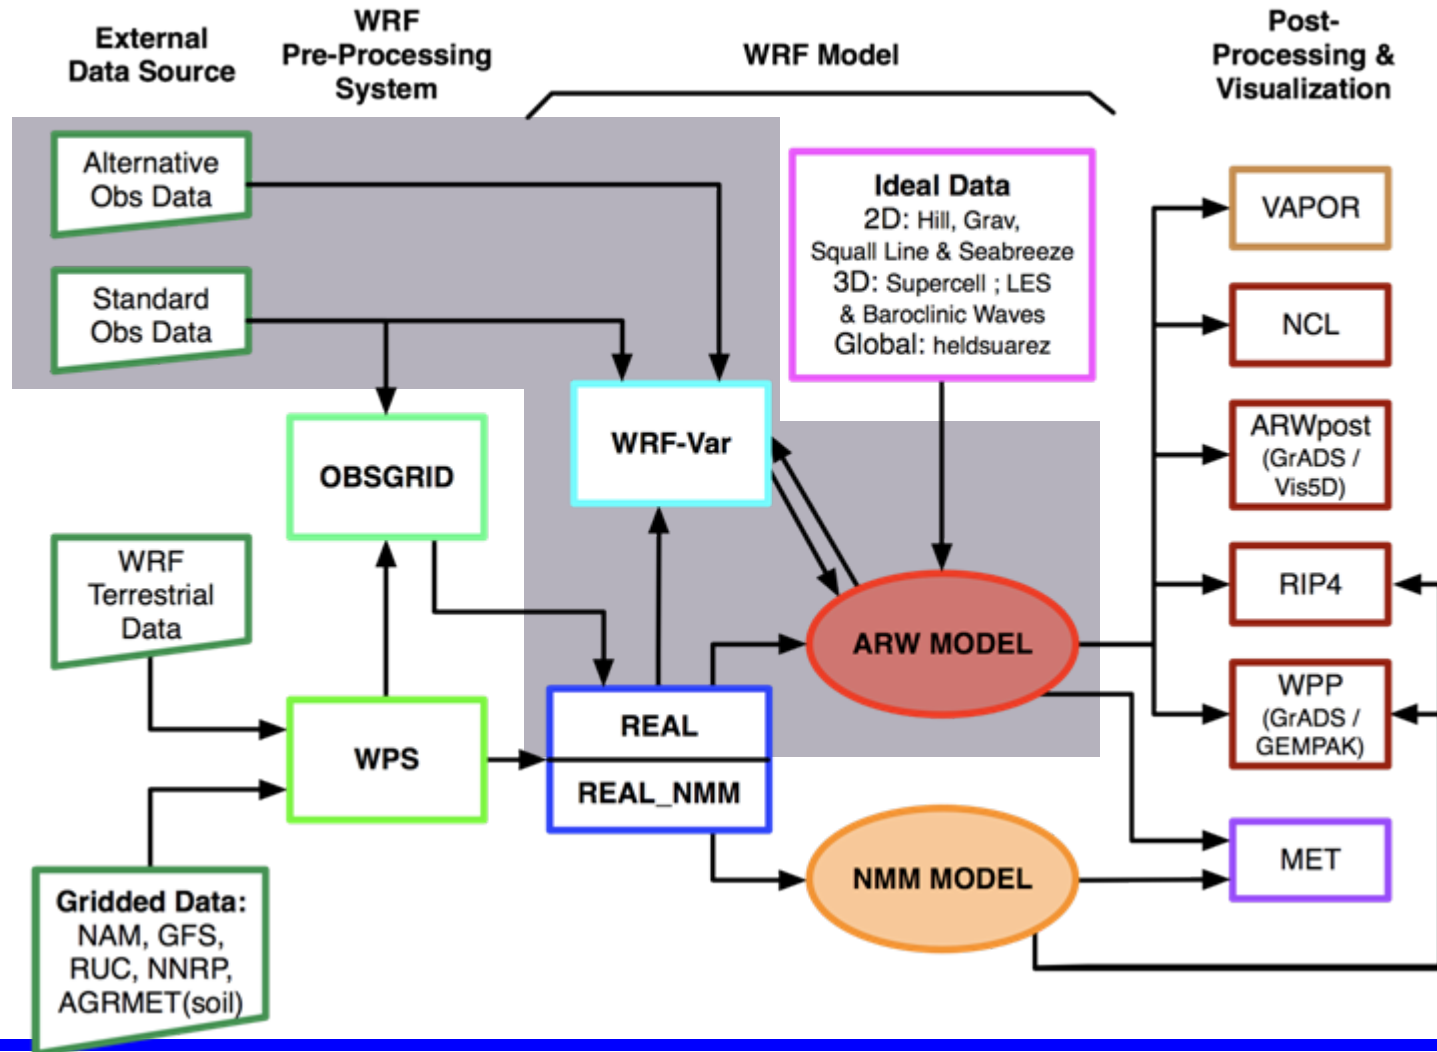 External
Data Source
WRF
Pre-Processing
System
WRF Model
Post-
Processing &
Visualization
Alternative
Obs Data
Standard
Obs Data
WRF
Terrestrial
Data
Gridded Data:
NAM, GFS,
RUC, NNRP,
AGRMET(soil)
OBSGRID
WPS
WRF-Var
REAL
REAL_NMM
Ideal Data
2D: Hill, Grav,
Squall Line & Seabreeze
3D: Supercell ; LES
& Baroclinic Waves
Global: heldsuarez
ARW MODEL
NMM MODEL
VAPOR
NCL
ARWpost
(GrADS /
Vis5D)
RIP4
WPP
(GrADS /
GEMPAK)
MET